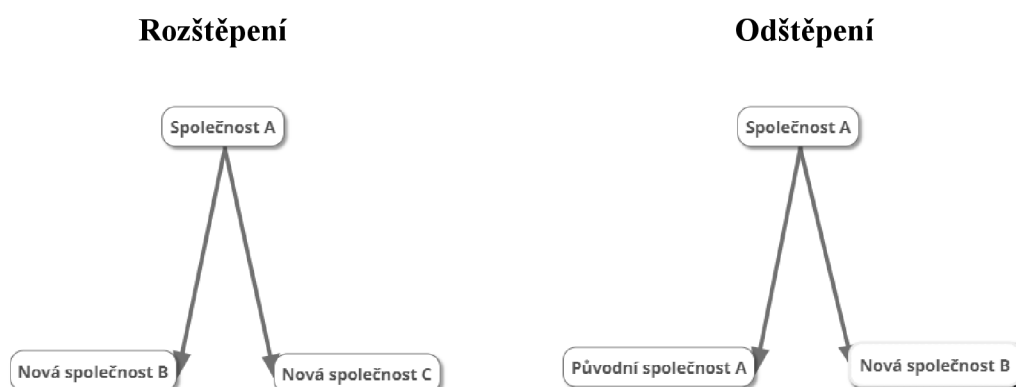 Rozštěpení
Odštěpení
Společnost A
Společnost A
Nová společnost B
Nová společnost C
Původní společnost A
Nová společnost B